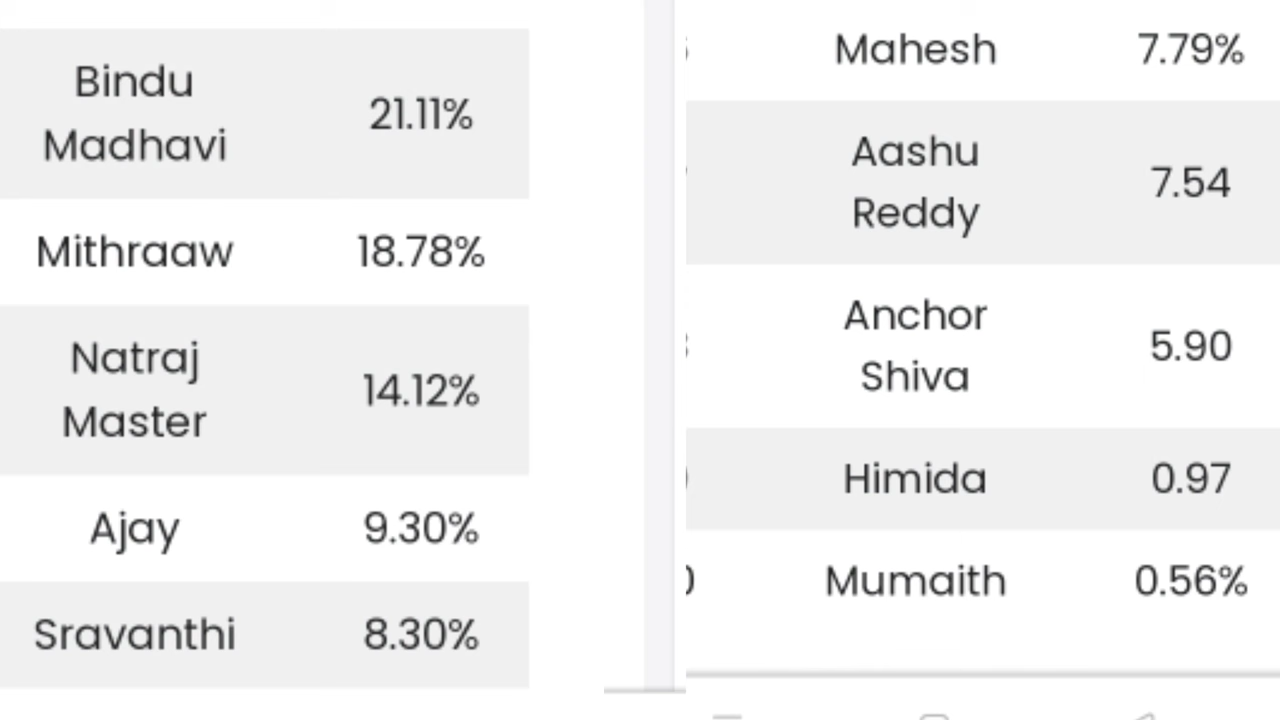 Bindu
Madhavi
21.11%
Mithraaw 18.78%
Natraj
Master
14.12%
Ajay 9.30%
Sravanthi 8.30%
Mahesh 7.79%
Aashu
Reddy
7.54
Anchor
Shiva
5.90
Himida 0.97
Mumaith 0.56%